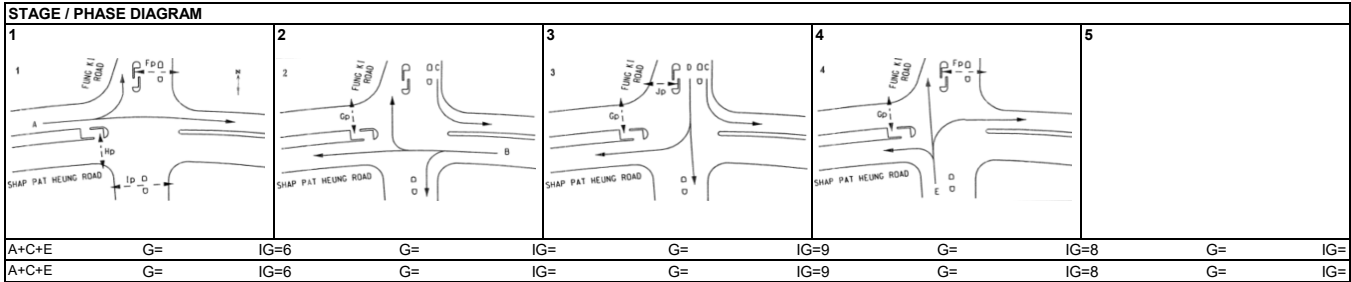 STAGE / PHASE DIAGRAM
1
1
FUNG KI
ROAD
Fp
N
A
Hp
SHAP PAT HEUNG ROAD
Ip
2
2
FUNG KI
ROAD
C
Gp
B
SHAP PAT HEUNG ROAD
3
3
FUNG KI
ROAD
D
C
Jp
Gp
SHAP PAT HEUNG ROAD
4
4
FUNG KI
ROAD
Fp
Gp
SHAP PAT HEUNG ROAD
E
5
A+C+E G= IG=6 G= IG= G= IG=9 G= IG=8 G= IG=
A+C+E G= IG=6 G= IG= G= IG=9 G= IG=8 G= IG=